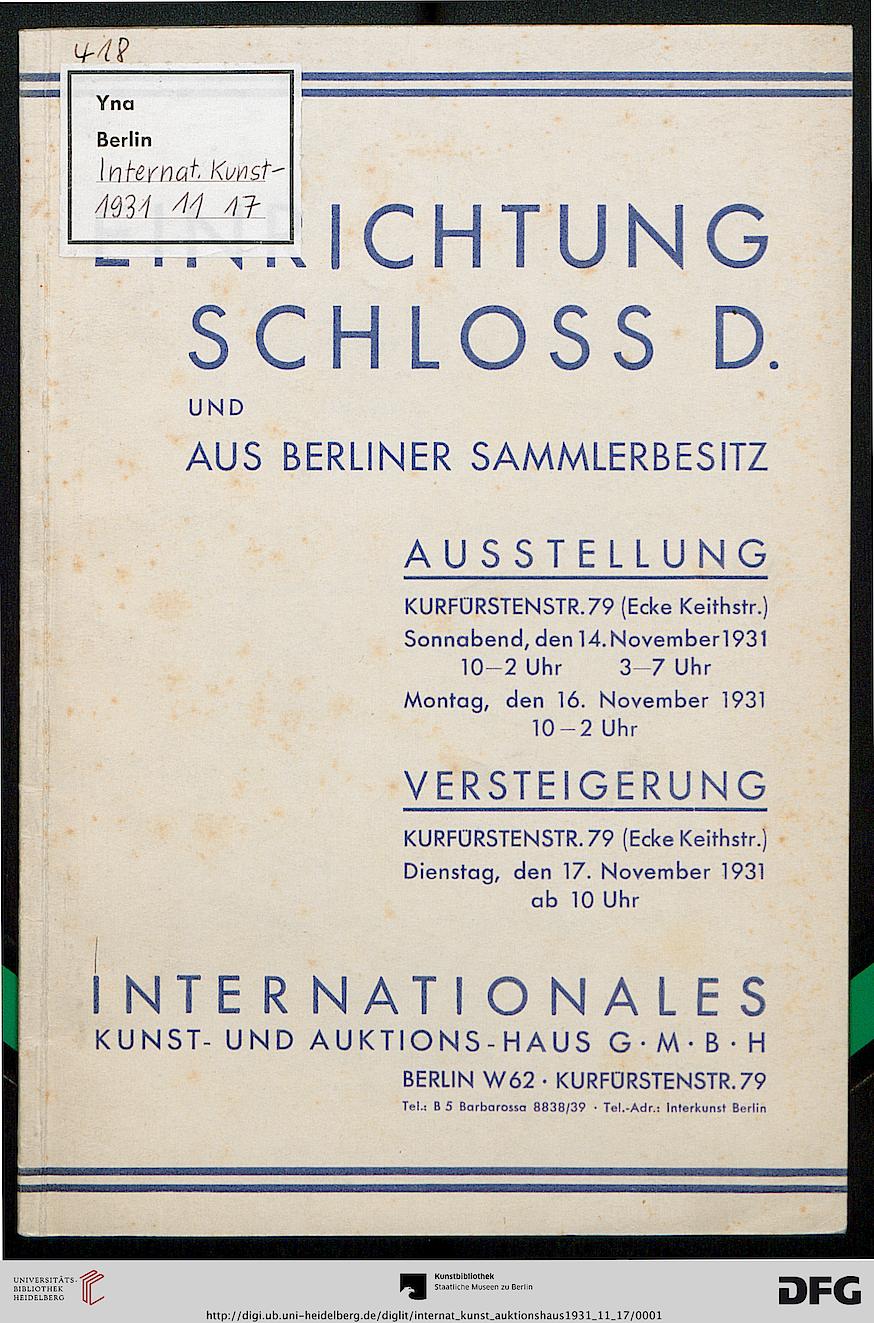 418
Yna
Berlin
Internat. Kunst-
1931 11 17
EINRICHTUNG
SCHLOSS D.
UND
AUS BERLINER SAMMLERBESITZ
AUSSTELLUNG
KURFÜRSTENSTR. 79 (Ecke Keithstr.)
Sonnabend, den 14. November 1931
10—2 Uhr 3—7 Uhr
Montag, den 16. November 1931
10 — 2 Uhr
VERSTEIGERUNG
KURFÜRSTENSTR. 79 (Ecke Keithstr.)
Dienstag, den 17. November 1931
ab 10 Uhr
INTERNATIONALES
KUNST- UND AUKTIONS-HAUS G·M·B·H
BERLIN W 62 · KURFÜRSTENSTR. 79
Tel.: B 5 Barbarossa 8838/39 · Tel.-Adr.: Interkunst Berlin
UNIVERSITÄTS-
BIBLIOTHEK
HEIDELBERG
Kunstbibliothek
Staatliche Museen zu Berlin
DFG
http://digi.ub.uni-heidelberg.de/diglit/internat_kunst_auktionshaus1931_11_17/0001